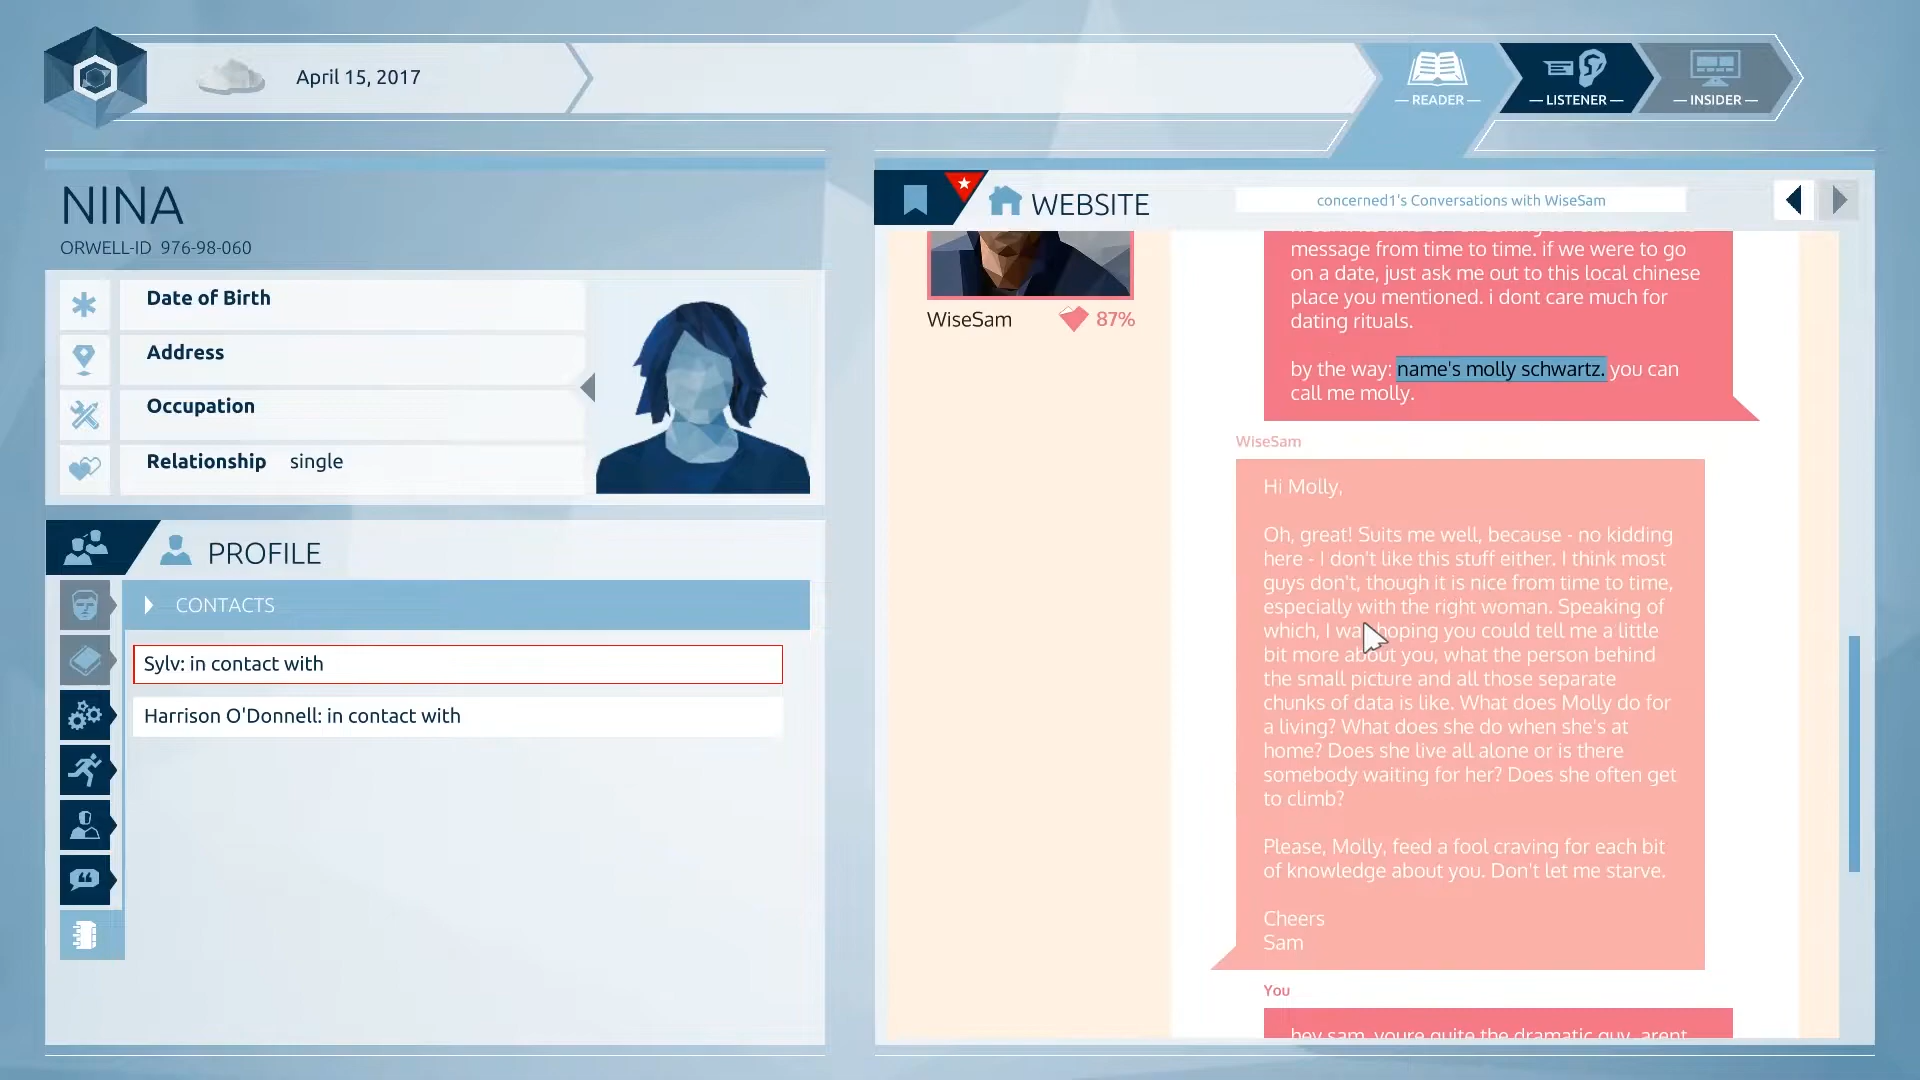 April 15, 2017
READER
LISTENER
INSIDER
NINA
ORWELL-ID 976-98-060
Date of Birth
Address
Occupation
Relationship single
PROFILE
CONTACTS
Sylv: in contact with
Harrison O'Donnell: in contact with
WEBSITE
concerned1's Conversations with WiseSam
WiseSam 87%
message from time to time. if we were to go
on a date, just ask me out to this local chinese
place you mentioned. i dont care much for
dating rituals.
by the way: name's molly schwartz. you can
call me molly.
WiseSam
Hi Molly,
Oh, great! Suits me well, because - no kidding
here - I don't like this stuff either. I think most
guys don't, though it is nice from time to time,
especially with the right woman. Speaking of
which, I was hoping you could tell me a little
bit more about you, what the person behind
the small picture and all those separate
chunks of data is like. What does Molly do for
a living? What does she do when she's at
home? Does she live all alone or is there
somebody waiting for her? Does she often get
to climb?
Please, Molly, feed a fool craving for each bit
of knowledge about you. Don't let me starve.
Cheers
Sam
You
hey sam. youre quite the dramatic guy, arent